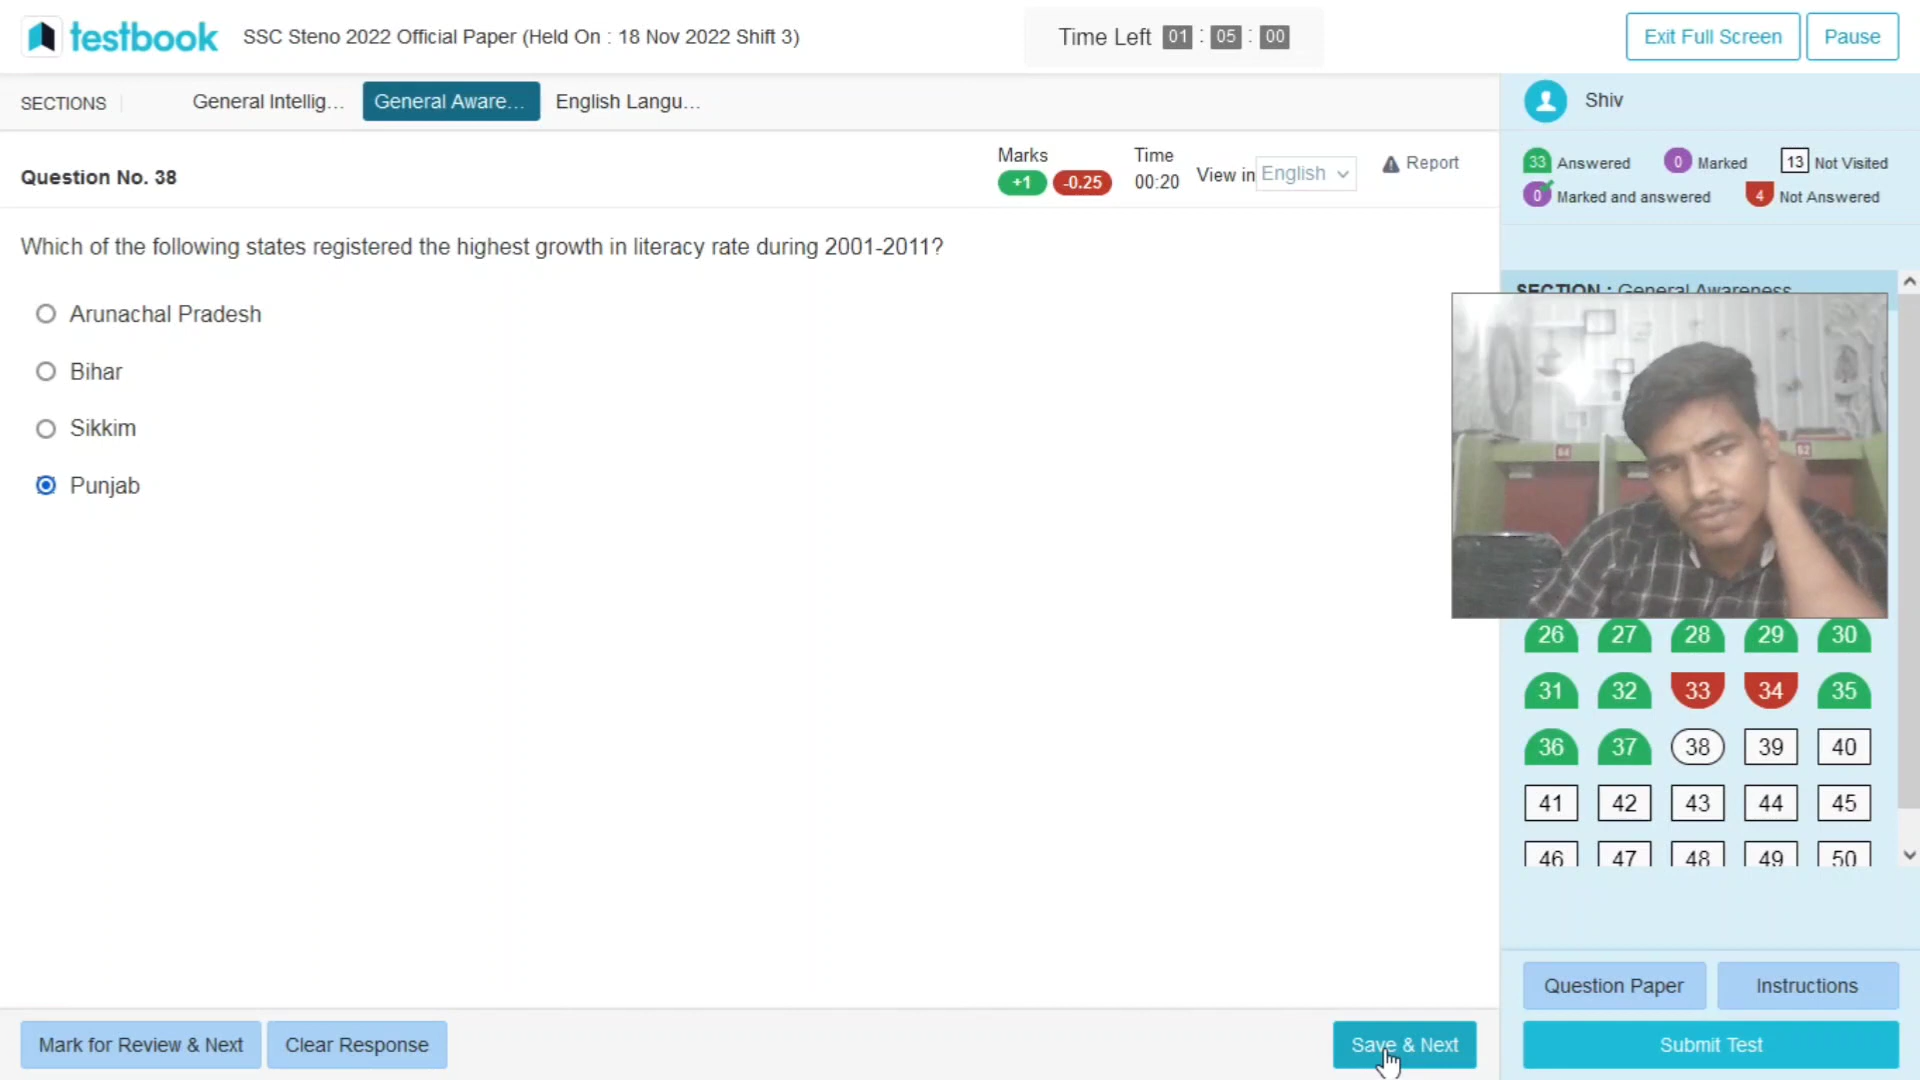 testbook SSC Steno 2022 Official Paper (Held On : 18 Nov 2022 Shift 3) Time Left 01 : 05 : 00 Exit Full Screen Pause
SECTIONS General Intellig... General Aware... English Langu... Shiv
Question No. 38
Marks
+1 -0.25
Time
00:20
View in English
Report
33 Answered 0 Marked 13 Not Visited
0 Marked and answered 4 Not Answered
Which of the following states registered the highest growth in literacy rate during 2001-2011?
Arunachal Pradesh
Bihar
Sikkim
Punjab
SECTION : General Awareness
64 62
26 27 28 29 30
31 32 33 34 35
36 37 38 39 40
41 42 43 44 45
46 47 48 49 50
Question Paper Instructions
Mark for Review & Next Clear Response Save & Next Submit Test